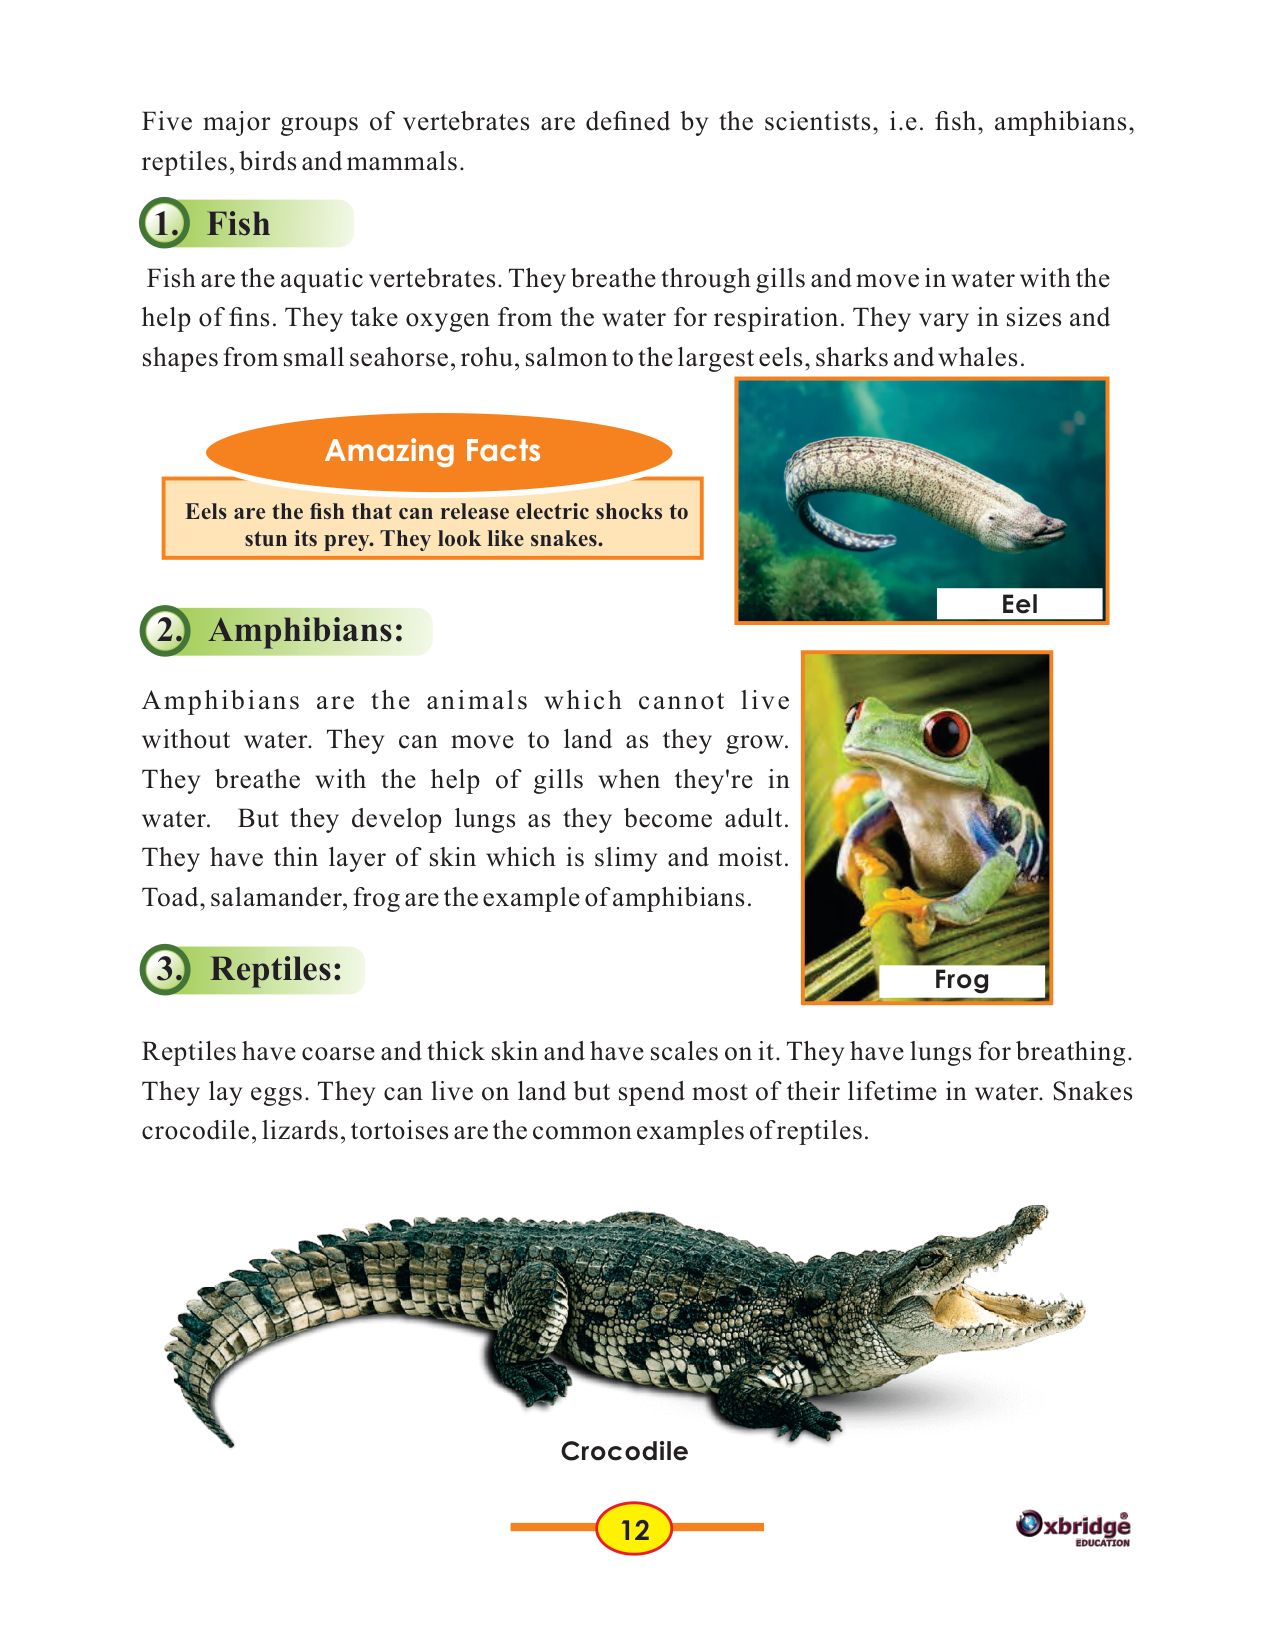 Five major groups of vertebrates are defined by the scientists, i.e. fish, amphibians,
reptiles, birds and mammals.
1. Fish
Fish are the aquatic vertebrates. They breathe through gills and move in water with the
help of fins. They take oxygen from the water for respiration. They vary in sizes and
shapes from small seahorse, rohu, salmon to the largest eels, sharks and whales.
Amazing Facts
Eels are the fish that can release electric shocks to
stun its prey. They look like snakes.
Eel
2. Amphibians:
Amphibians are the animals which cannot live
without water. They can move to land as they grow.
They breathe with the help of gills when they're in
water. But they develop lungs as they become adult.
They have thin layer of skin which is slimy and moist.
Toad, salamander, frog are the example of amphibians.
Frog
3. Reptiles:
Reptiles have coarse and thick skin and have scales on it. They have lungs for breathing.
They lay eggs. They can live on land but spend most of their lifetime in water. Snakes
crocodile, lizards, tortoises are the common examples of reptiles.
Crocodile
12
Oxbridge®
EDUCATION